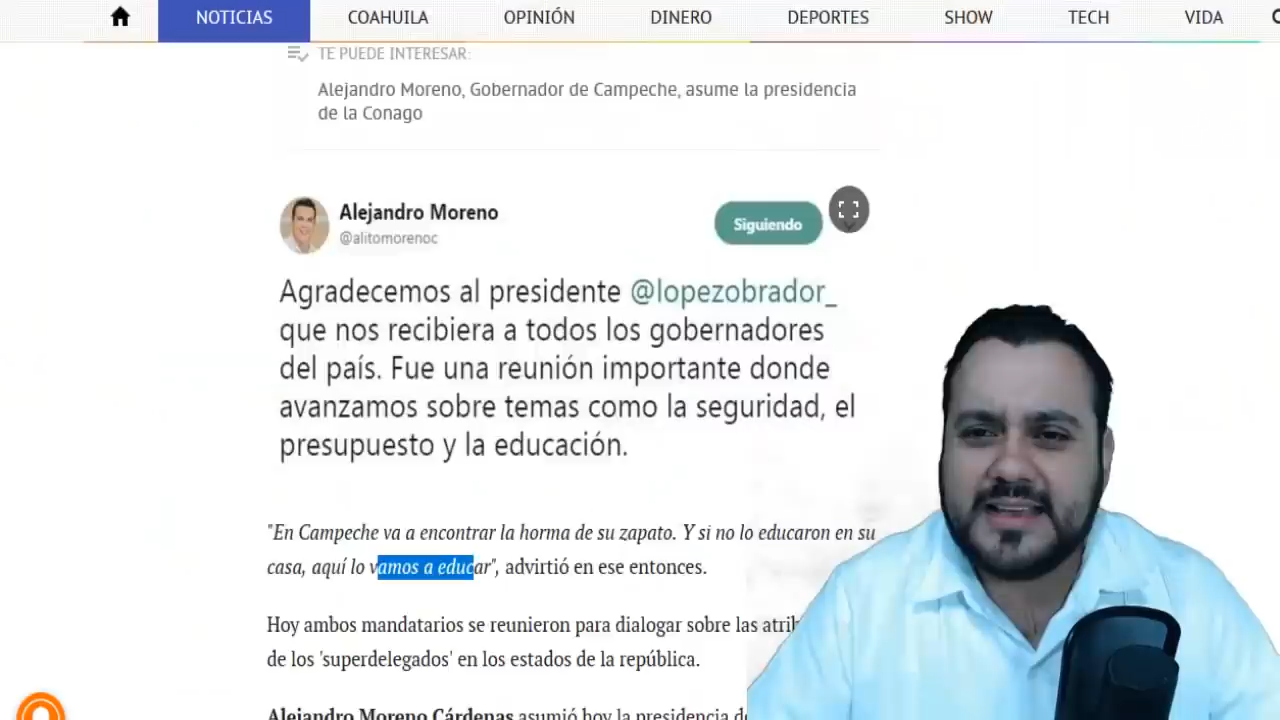 NOTICIAS COAHUILA OPINIÓN DINERO DEPORTES SHOW TECH VIDA
TE PUEDE INTERESAR:
Alejandro Moreno, Gobernador de Campeche, asume la presidencia
de la Conago
Alejandro Moreno
@alitomorenoc
Siguiendo
Agradecemos al presidente @lopezobrador_
que nos recibiera a todos los gobernadores
del país. Fue una reunión importante donde
avanzamos sobre temas como la seguridad, el
presupuesto y la educación.
"En Campeche va a encontrar la horma de su zapato. Y si no lo educaron en su
casa, aquí lo vamos a educar", advirtió en ese entonces.
Hoy ambos mandatarios se reunieron para dialogar sobre las
de los 'superdelegados' en los estados de la república.
Alejandro Moreno Cárdenas asumió hoy la presidencia